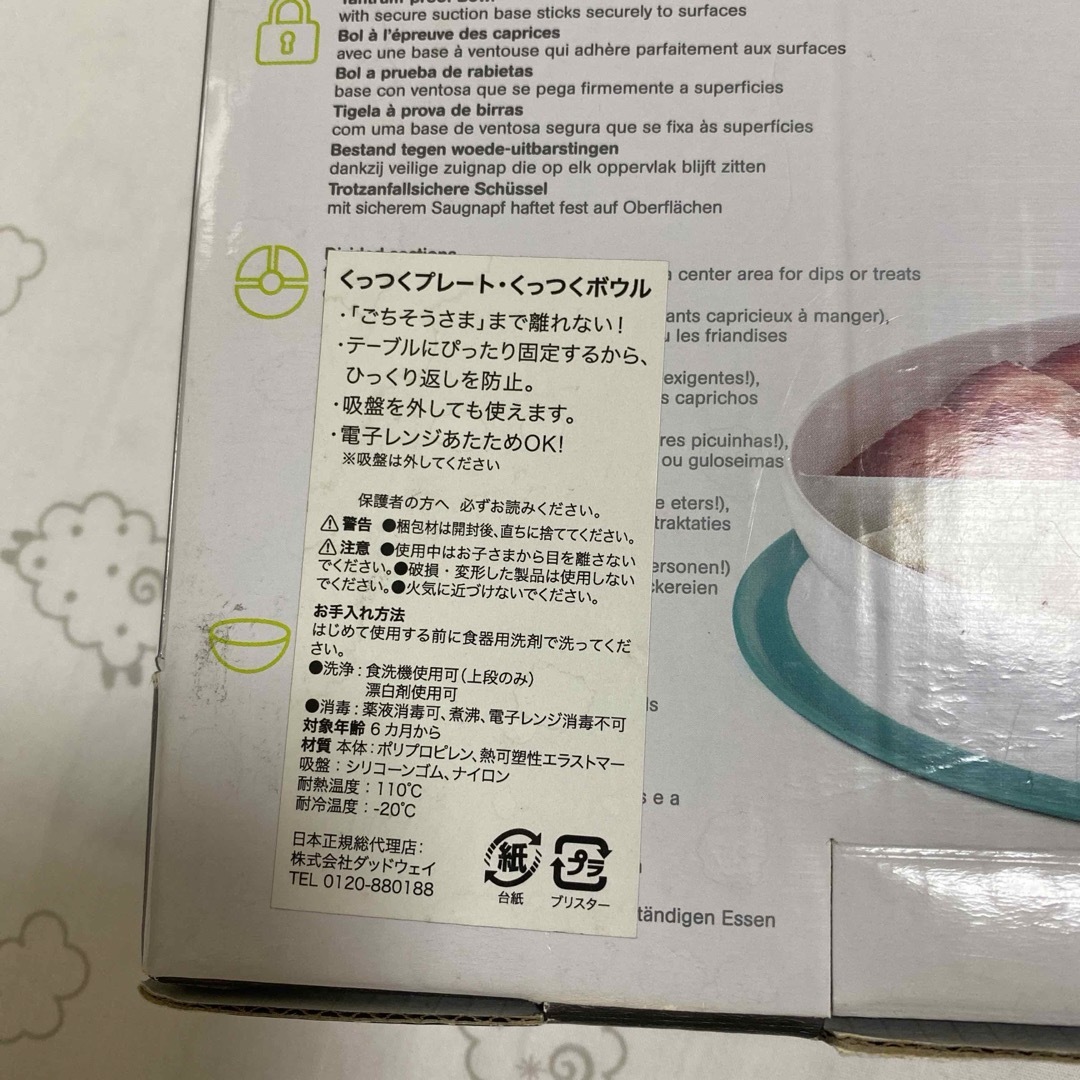 with secure suction base sticks securely to surfaces
Bol à l'épreuve des caprices
avec une base à ventouse qui adhère parfaitement aux surfaces
Bol a prueba de rabietas
base con ventosa que se pega firmemente a superficies
Tigela à prova de birras
com uma base de ventosa segura que se fixa às superfícies
Bestand tegen woede-uitbarstingen
dankzij veilige zuignap die op elk oppervlak blijft zitten
Trotzanfallsichere Schüssel
mit sicherem Saugnapf haftet fest auf Oberflächen
center area for dips or treats
ants capricieux à manger),
les friandises
exigentes!),
s caprichos
res picuinhas!),
ou guloseimas
e eters!),
traktaties
ersonen!)
ckereien
ls
s e a
tändigen Essen
くっつくプレート・くっつくボウル
・「ごちそうさま」まで離れない!
・テーブルにぴったり固定するから、
ひっくり返しを防止。
・吸盤を外しても使えます。
・電子レンジあたためOK!
※吸盤は外してください
保護者の方へ 必ずお読みください。
⚠警告 ●梱包材は開封後、直ちに捨ててください。
⚠注意 ●使用中はお子さまから目を離さない
でください。●破損・変形した製品は使用しない
でください。●火気に近づけないでください。
お手入れ方法
はじめて使用する前に食器用洗剤で洗ってくだ
さい。
●洗浄：食洗機使用可(上段のみ)
漂白剤使用可
●消毒：薬液消毒可、煮沸、電子レンジ消毒不可
対象年齢 6カ月から
材質 本体：ポリプロピレン、熱可塑性エラストマー
吸盤：シリコーンゴム、ナイロン
耐熱温度：110℃
耐冷温度：-20℃
日本正規総代理店：
株式会社ダッドウェイ
TEL 0120-880188
紙
台紙
プラ
ブリスター